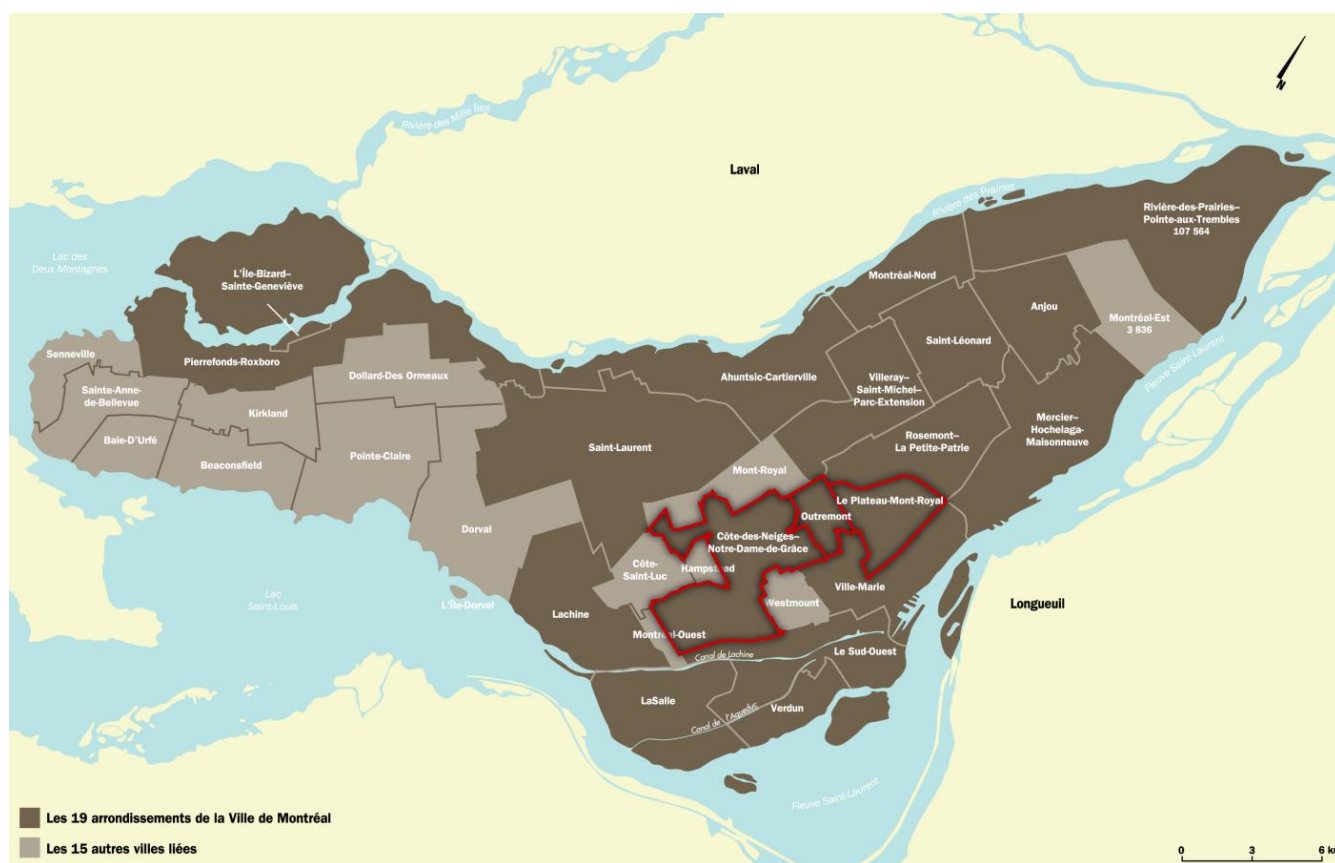 Rivière des Mille Îles
Laval
Rivière des Prairies
Rivière-des-Prairies–
Pointe-aux-Trembles
107 564
Lac des
Deux Montagnes
L'Île-Bizard–
Sainte-Geneviève
Montréal-Nord
Anjou
Montréal-Est
3 836
Saint-Léonard
Senneville
Pierrefonds-Roxboro
Dollard-Des Ormeaux
Ahuntsic-Cartierville
Villeray–
Saint-Michel–
Parc-Extension
Fleuve Saint-Laurent
Sainte-Anne-
de-Bellevue
Kirkland
Mercier–
Hochelaga-
Maisonneuve
Baie-D'Urfé
Beaconsfield
Pointe-Claire
Saint-Laurent
Rosemont–
La Petite-Patrie
Mont-Royal
Le Plateau-Mont-Royal
Outremont
Dorval
Côte-des-Neiges–
Notre-Dame-de-Grâce
Côte-
Saint-Luc
Hampstead
Ville-Marie
Lac
Saint-Louis
L'Île-Dorval
Lachine
Westmount
Longueuil
Montréal-Ouest
Canal de Lachine
Le Sud-Ouest
LaSalle
Verdun
Canal de l'Aqueduc
Fleuve Saint-Laurent
N
Les 19 arrondissements de la Ville de Montréal
Les 15 autres villes liées
0 3 6 km